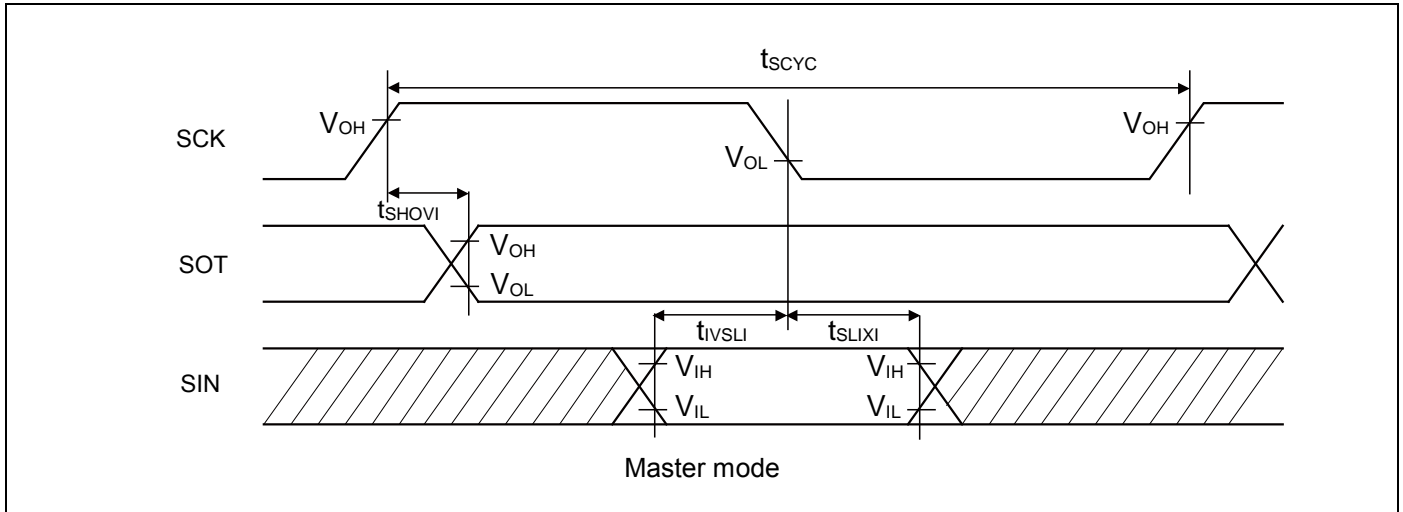 tSCYC
SCK
VOH
VOL
VOH
tSHOVI
SOT
VOH
VOL
tIVSLI
tSLIXI
SIN
VIH
VIL
VIH
VIL
Master mode